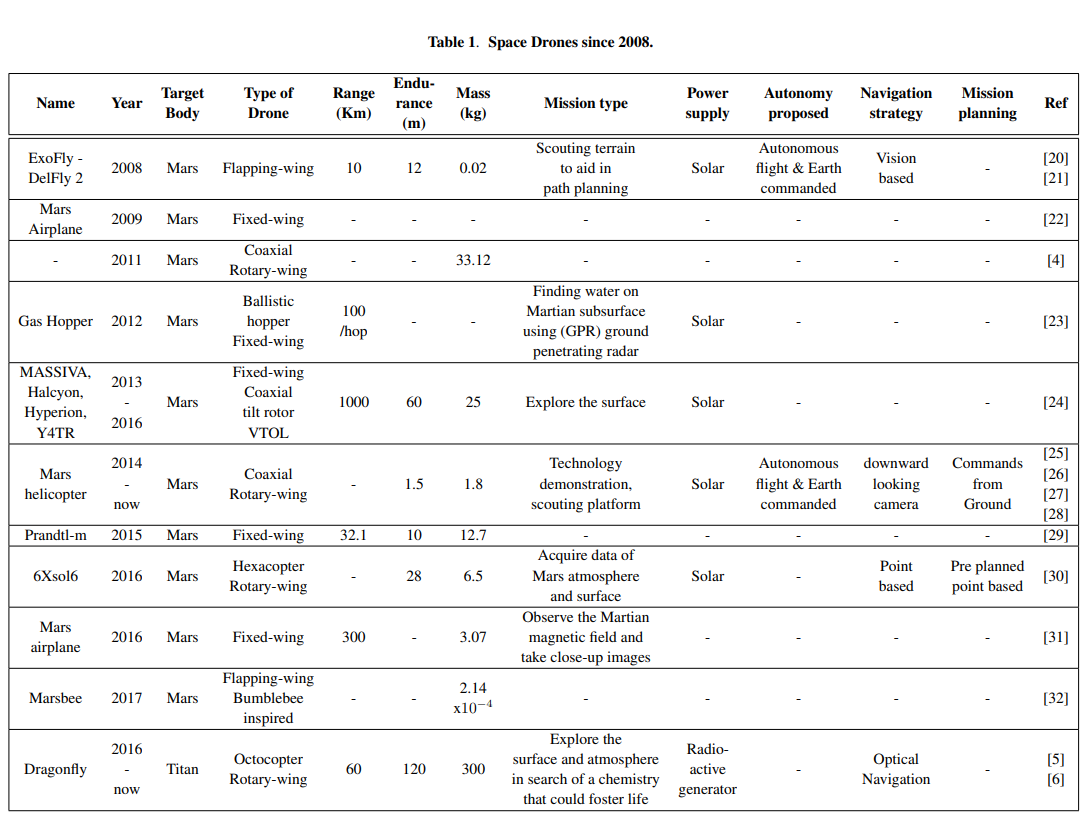 Table 1. Space Drones since 2008.
Name Year Target Body Type of Drone Range (Km) Endu-rance (m) Mass (kg) Mission type Power supply Autonomy proposed Navigation strategy Mission planning Ref
ExoFly - DelFly 2 2008 Mars Flapping-wing 10 12 0.02 Scouting terrain to aid in path planning Solar Autonomous flight & Earth commanded Vision based - [20] [21]
Mars Airplane 2009 Mars Fixed-wing - - - - - - - - [22]
- 2011 Mars Coaxial Rotary-wing - - 33.12 - - - - - [4]
Gas Hopper 2012 Mars Ballistic hopper Fixed-wing 100 /hop - - Finding water on Martian subsurface using (GPR) ground penetrating radar Solar - - - [23]
MASSIVA, Halcyon, Hyperion, Y4TR 2013 - 2016 Mars Fixed-wing Coaxial tilt rotor VTOL 1000 60 25 Explore the surface Solar - - - [24]
Mars helicopter 2014 - now Mars Coaxial Rotary-wing - 1.5 1.8 Technology demonstration, scouting platform Solar Autonomous flight & Earth commanded downward looking camera Commands from Ground [25] [26] [27] [28]
Prandtl-m 2015 Mars Fixed-wing 32.1 10 12.7 - - - - - [29]
6Xsol6 2016 Mars Hexacopter Rotary-wing - 28 6.5 Acquire data of Mars atmosphere and surface Solar - Point based Pre planned point based [30]
Mars airplane 2016 Mars Fixed-wing 300 - 3.07 Observe the Martian magnetic field and take close-up images - - - - [31]
Marsbee 2017 Mars Flapping-wing Bumblebee inspired - - 2.14 x10−4 - - - - - [32]
Dragonfly 2016 - now Titan Octocopter Rotary-wing 60 120 300 Explore the surface and atmosphere in search of a chemistry that could foster life Radio-active generator - Optical Navigation - [5] [6]